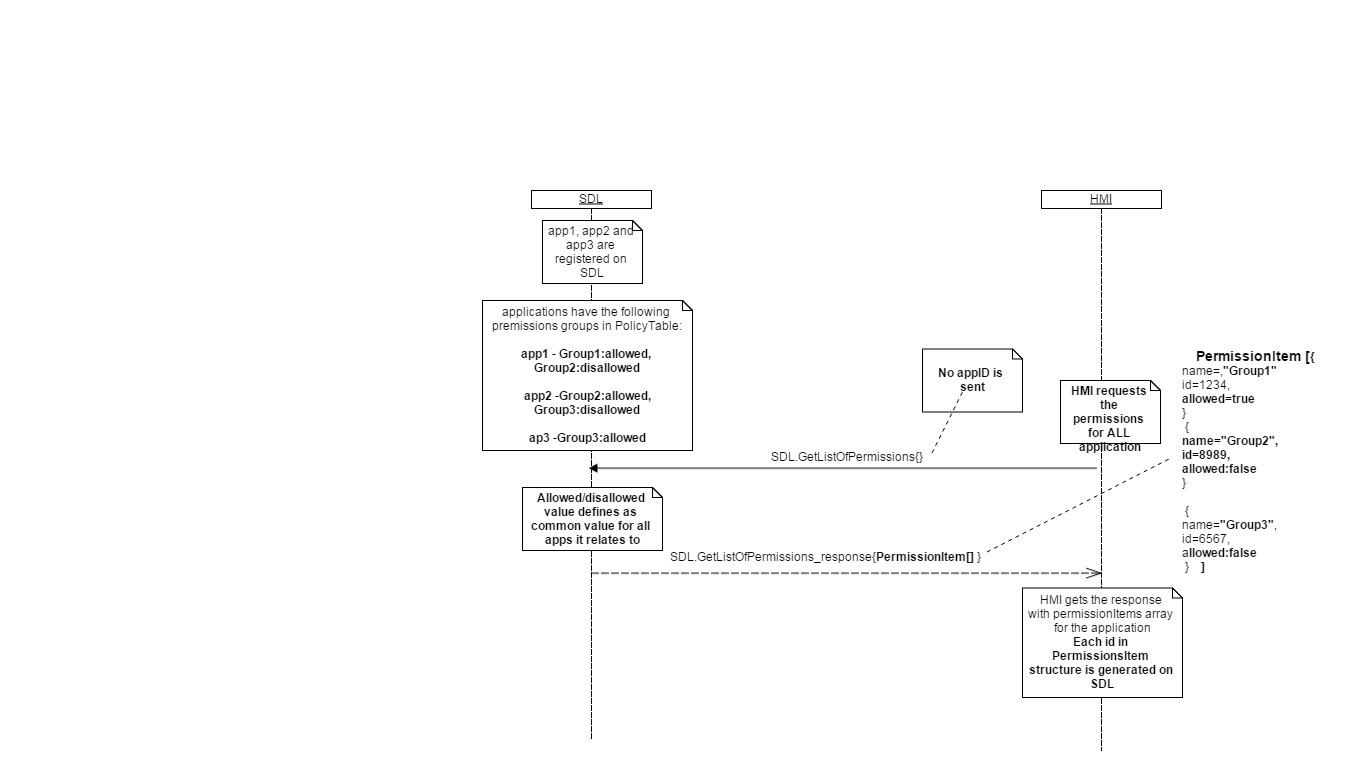 SDL
HMI
app1, app2 and
app3 are
registered on
SDL
applications have the following
premissions groups in PolicyTable:
app1 - Group1:allowed,
Group2:disallowed
app2 -Group2:allowed,
Group3:disallowed
ap3 -Group3:allowed
No appID is
sent
HMI requests
the
permissions
for ALL
application
PermissionItem [{
name=,"Group1"
id=1234,
allowed=true
}
{
name="Group2",
id=8989,
allowed:false
}
{
name="Group3",
id=6567,
allowed:false
} ]
SDL.GetListOfPermissions{}
Allowed/disallowed
value defines as
common value for all
apps it relates to
SDL.GetListOfPermissions_response{PermissionItem[] }
HMI gets the response
with permissionItems array
for the application
Each id in
PermissionsItem
structure is generated on
SDL